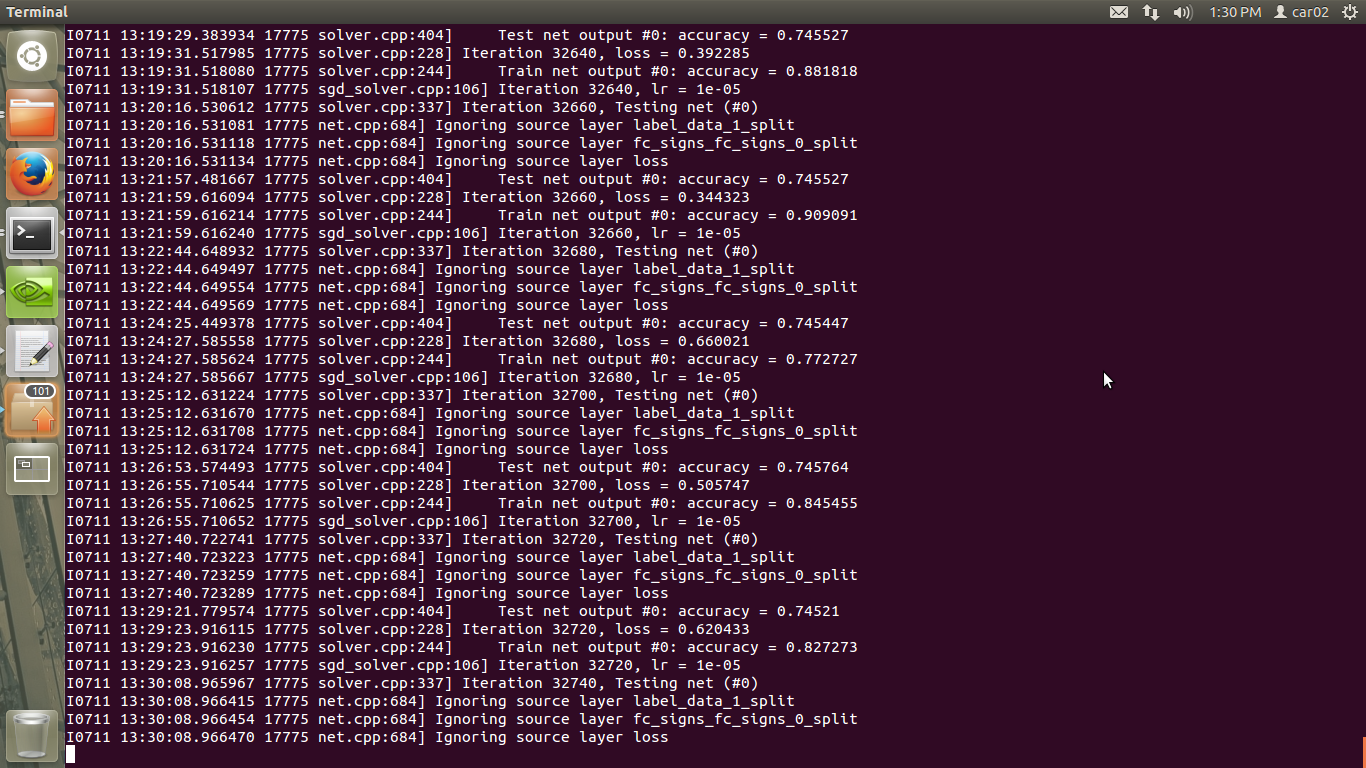 Terminal
1:30 PM
car02
101
I0711 13:19:29.383934 17775 solver.cpp:404]     Test net output #0: accuracy = 0.745527
I0711 13:19:31.517985 17775 solver.cpp:228] Iteration 32640, loss = 0.392285
I0711 13:19:31.518080 17775 solver.cpp:244]     Train net output #0: accuracy = 0.881818
I0711 13:19:31.518107 17775 sgd_solver.cpp:106] Iteration 32640, lr = 1e-05
I0711 13:20:16.530612 17775 solver.cpp:337] Iteration 32660, Testing net (#0)
I0711 13:20:16.531081 17775 net.cpp:684] Ignoring source layer label_data_1_split
I0711 13:20:16.531118 17775 net.cpp:684] Ignoring source layer fc_signs_fc_signs_0_split
I0711 13:20:16.531134 17775 net.cpp:684] Ignoring source layer loss
I0711 13:21:57.481667 17775 solver.cpp:404]     Test net output #0: accuracy = 0.745527
I0711 13:21:59.616094 17775 solver.cpp:228] Iteration 32660, loss = 0.344323
I0711 13:21:59.616214 17775 solver.cpp:244]     Train net output #0: accuracy = 0.909091
I0711 13:21:59.616240 17775 sgd_solver.cpp:106] Iteration 32660, lr = 1e-05
I0711 13:22:44.648932 17775 solver.cpp:337] Iteration 32680, Testing net (#0)
I0711 13:22:44.649497 17775 net.cpp:684] Ignoring source layer label_data_1_split
I0711 13:22:44.649554 17775 net.cpp:684] Ignoring source layer fc_signs_fc_signs_0_split
I0711 13:22:44.649569 17775 net.cpp:684] Ignoring source layer loss
I0711 13:24:25.449378 17775 solver.cpp:404]     Test net output #0: accuracy = 0.745447
I0711 13:24:27.585558 17775 solver.cpp:228] Iteration 32680, loss = 0.660021
I0711 13:24:27.585624 17775 solver.cpp:244]     Train net output #0: accuracy = 0.772727
I0711 13:24:27.585667 17775 sgd_solver.cpp:106] Iteration 32680, lr = 1e-05
I0711 13:25:12.631224 17775 solver.cpp:337] Iteration 32700, Testing net (#0)
I0711 13:25:12.631670 17775 net.cpp:684] Ignoring source layer label_data_1_split
I0711 13:25:12.631708 17775 net.cpp:684] Ignoring source layer fc_signs_fc_signs_0_split
I0711 13:25:12.631724 17775 net.cpp:684] Ignoring source layer loss
I0711 13:26:53.574493 17775 solver.cpp:404]     Test net output #0: accuracy = 0.745764
I0711 13:26:55.710544 17775 solver.cpp:228] Iteration 32700, loss = 0.505747
I0711 13:26:55.710625 17775 solver.cpp:244]     Train net output #0: accuracy = 0.845455
I0711 13:26:55.710652 17775 sgd_solver.cpp:106] Iteration 32700, lr = 1e-05
I0711 13:27:40.722741 17775 solver.cpp:337] Iteration 32720, Testing net (#0)
I0711 13:27:40.723223 17775 net.cpp:684] Ignoring source layer label_data_1_split
I0711 13:27:40.723259 17775 net.cpp:684] Ignoring source layer fc_signs_fc_signs_0_split
I0711 13:27:40.723289 17775 net.cpp:684] Ignoring source layer loss
I0711 13:29:21.779574 17775 solver.cpp:404]     Test net output #0: accuracy = 0.74521
I0711 13:29:23.916115 17775 solver.cpp:228] Iteration 32720, loss = 0.620433
I0711 13:29:23.916230 17775 solver.cpp:244]     Train net output #0: accuracy = 0.827273
I0711 13:29:23.916257 17775 sgd_solver.cpp:106] Iteration 32720, lr = 1e-05
I0711 13:30:08.965967 17775 solver.cpp:337] Iteration 32740, Testing net (#0)
I0711 13:30:08.966415 17775 net.cpp:684] Ignoring source layer label_data_1_split
I0711 13:30:08.966454 17775 net.cpp:684] Ignoring source layer fc_signs_fc_signs_0_split
I0711 13:30:08.966470 17775 net.cpp:684] Ignoring source layer loss